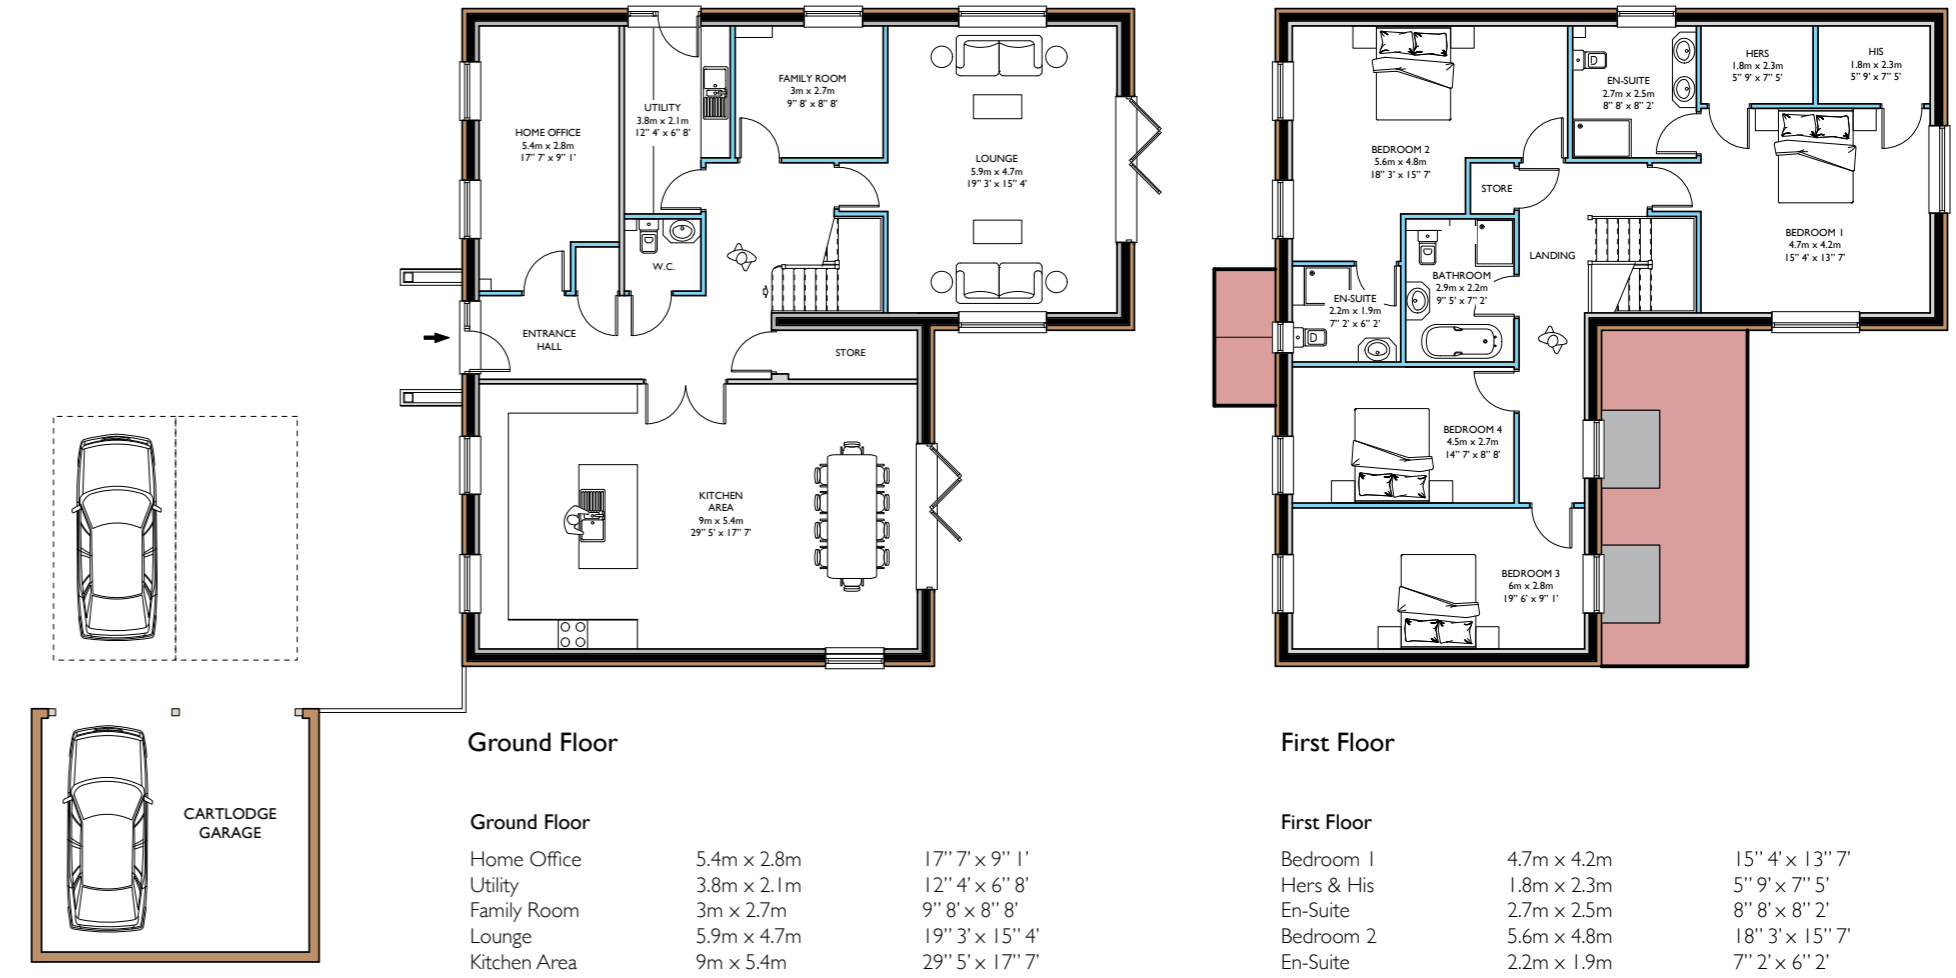 HOME OFFICE
5.4m x 2.8m
17” 7’ x 9” 1’
UTILITY
3.8m x 2.1m
12” 4’ x 6” 8’
FAMILY ROOM
3m x 2.7m
9” 8’ x 8” 8’
LOUNGE
5.9m x 4.7m
19” 3’ x 15” 4’
W.C.
ENTRANCE
HALL
STORE
KITCHEN
AREA
9m x 5.4m
29” 5’ x 17” 7’
CARTLODGE
GARAGE
BEDROOM 2
5.6m x 4.8m
18” 3’ x 15” 7’
EN-SUITE
2.7m x 2.5m
8” 8’ x 8” 2’
HERS
1.8m x 2.3m
5” 9’ x 7” 5’
HIS
1.8m x 2.3m
5” 9’ x 7” 5’
STORE
BEDROOM 1
4.7m x 4.2m
15” 4’ x 13” 7’
LANDING
BATHROOM
2.9m x 2.2m
9” 5’ x 7” 2’
EN-SUITE
2.2m x 1.9m
7” 2’ x 6” 2’
BEDROOM 4
4.5m x 2.7m
14” 7’ x 8” 8’
BEDROOM 3
6m x 2.8m
19” 6’ x 9” 1’
Ground Floor
Ground Floor
Home Office 5.4m x 2.8m 17” 7’ x 9” 1’
Utility 3.8m x 2.1m 12” 4’ x 6” 8’
Family Room 3m x 2.7m 9” 8’ x 8” 8’
Lounge 5.9m x 4.7m 19” 3’ x 15” 4’
Kitchen Area 9m x 5.4m 29” 5’ x 17” 7’
First Floor
First Floor
Bedroom 1 4.7m x 4.2m 15” 4’ x 13” 7’
Hers & His 1.8m x 2.3m 5” 9’ x 7” 5’
En-Suite 2.7m x 2.5m 8” 8’ x 8” 2’
Bedroom 2 5.6m x 4.8m 18” 3’ x 15” 7’
En-Suite 2.2m x 1.9m 7” 2’ x 6” 2’